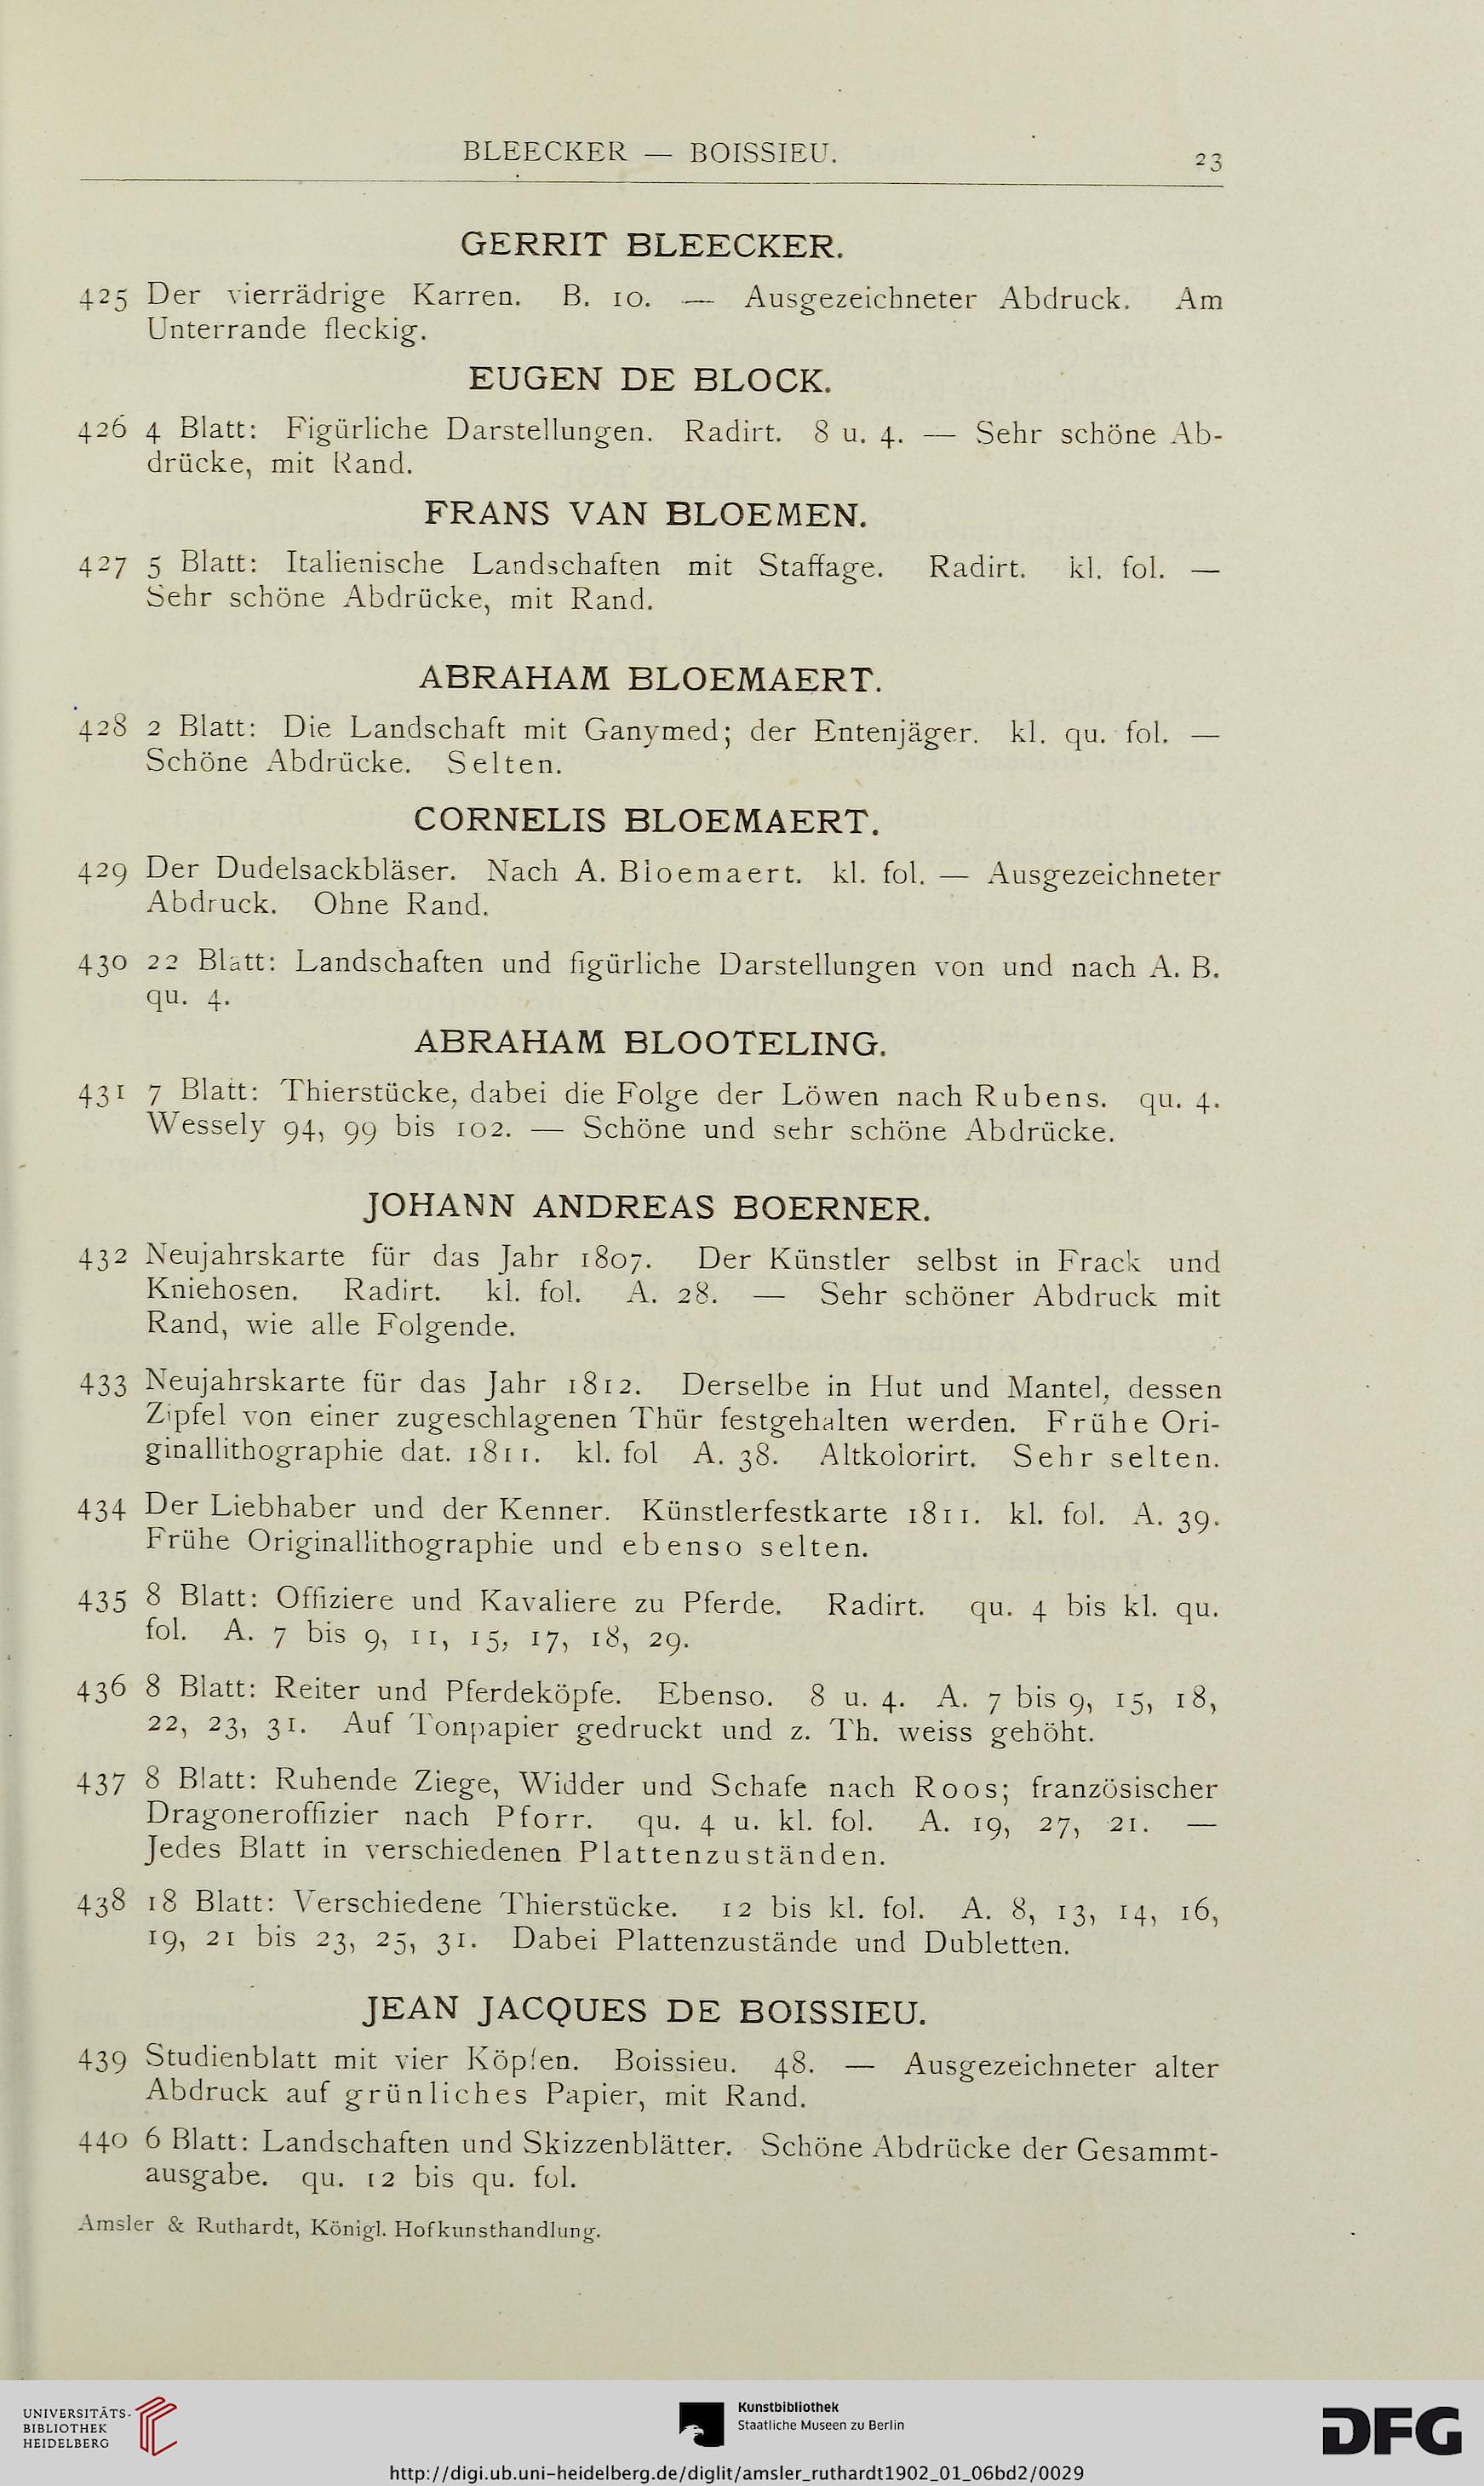 BLEECKER — BOISSIEU. 23
GERRIT BLEECKER.
425 Der vierrädrige Karren. B. 10. — Ausgezeichneter Abdruck. Am
Unterrande fleckig.
EUGEN DE BLOCK.
426 4 Blatt: Figürliche Darstellungen. Radirt. 8 u. 4. — Sehr schöne Ab-
drücke, mit Rand.
FRANS VAN BLOEMEN.
427 5 Blatt: Italienische Landschaften mit Staffage. Radirt. kl. fol. —
Sehr schöne Abdrücke, mit Rand.
ABRAHAM BLOEMAERT.
428 2 Blatt: Die Landschaft mit Ganymed; der Entenjäger. kl. qu. fol. —
Schöne Abdrücke. Selten.
CORNELIS BLOEMAERT.
429 Der Dudelsackbläser. Nach A. Bloemaert. kl. fol. — Ausgezeichneter
Abdruck. Ohne Rand.
430 22 Blatt: Landschaften und figürliche Darstellungen von und nach A. B.
qu. 4.
ABRAHAM BLOOTELING.
431 7 Blatt: Thierstücke, dabei die Folge der Löwen nach Rubens. qu. 4.
Wessely 94, 99 bis 102. — Schöne und sehr schöne Abdrücke.
JOHANN ANDREAS BOERNER.
432 Neujahrskarte für das Jahr 1807. Der Künstler selbst in Frack und
Kniehosen. Radirt. kl. fol. A. 28. — Sehr schöner Abdruck mit
Rand, wie alle Folgende.
433 Neujahrskarte für das Jahr 1812. Derselbe in Hut und Mantel, dessen
Zipfel von einer zugeschlagenen Thür festgehalten werden. Frühe Ori-
ginallithographie dat. 1811. kl. fol A. 38. Altkolorirt. Sehr selten.
434 Der Liebhaber und der Kenner. Künstlerfestkarte 1811. kl. fol. A. 39.
Frühe Originallithographie und ebenso selten.
435 8 Blatt: Offiziere und Kavaliere zu Pferde. Radirt. qu. 4 bis kl. qu.
fol. A. 7 bis 9, 11, 15, 17, 18, 29.
436 8 Blatt: Reiter und Pferdeköpfe. Ebenso. 8 u. 4. A. 7 bis 9, 15, 18,
22, 23, 31. Auf Tonpapier gedruckt und z. Th. weiss gehöht.
437 8 Blatt: Ruhende Ziege, Widder und Schafe nach Roos; französischer
Dragoneroffizier nach Pforr. qu. 4 u. kl. fol. A. 19, 27, 21. —
Jedes Blatt in verschiedenen Plattenzuständen.
438 18 Blatt: Verschiedene Thierstücke. 12 bis kl. fol. A. 8, 13, 14, 16,
19, 21 bis 23, 25, 31. Dabei Plattenzustände und Dubletten.
JEAN JACQUES DE BOISSIEU.
439 Studienblatt mit vier Köpfen. Boissieu. 48. — Ausgezeichneter alter
Abdruck auf grünliches Papier, mit Rand.
440 6 Blatt: Landschaften und Skizzenblätter. Schöne Abdrücke der Gesammt-
ausgabe. qu. 12 bis qu. fol.
Amsler & Ruthardt, Königl. Hofkunsthandlung.
UNIVERSITÄTS-
BIBLIOTHEK
HEIDELBERG
Kunstbibliothek
Staatliche Museen zu Berlin
DFG
http://digi.ub.uni-heidelberg.de/diglit/amsler_ruthardt1902_01_06bd2/0029